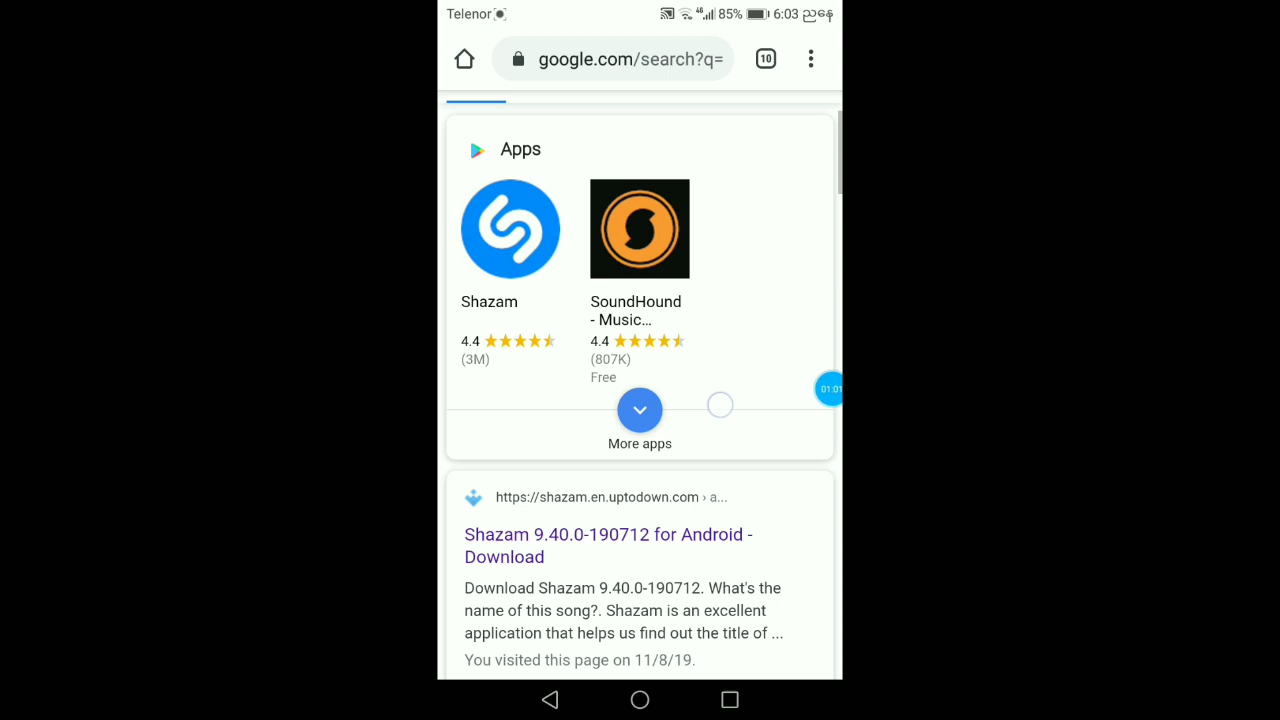 Telenor 4G 85% 6:03 ညနေ
google.com/search?q= 10
Apps
Shazam
4.4
(3M)
SoundHound
- Music...
4.4
(807K)
Free
01:01
More apps
https://shazam.en.uptodown.com › a...
Shazam 9.40.0-190712 for Android -
Download
Download Shazam 9.40.0-190712. What's the
name of this song?. Shazam is an excellent
application that helps us find out the title of ...
You visited this page on 11/8/19.